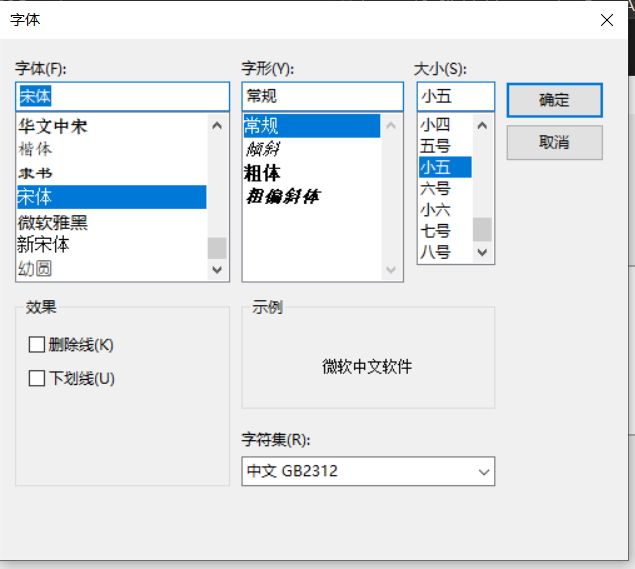 字体
字体(F):
宋体
华文中宋
楷体
隶书
宋体
微软雅黑
新宋体
幼圆
字形(Y):
常规
常规
倾斜
粗体
粗偏斜体
大小(S):
小五
小四
五号
小五
六号
小六
七号
八号
确定
取消
效果
删除线(K)
下划线(U)
示例
微软中文软件
字符集(R):
中文 GB2312